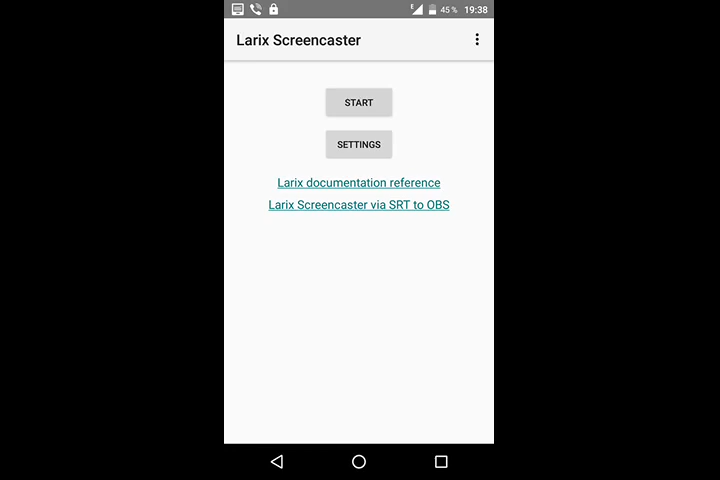 E 45 % 19:38
Larix Screencaster
START
SETTINGS
Larix documentation reference
Larix Screencaster via SRT to OBS